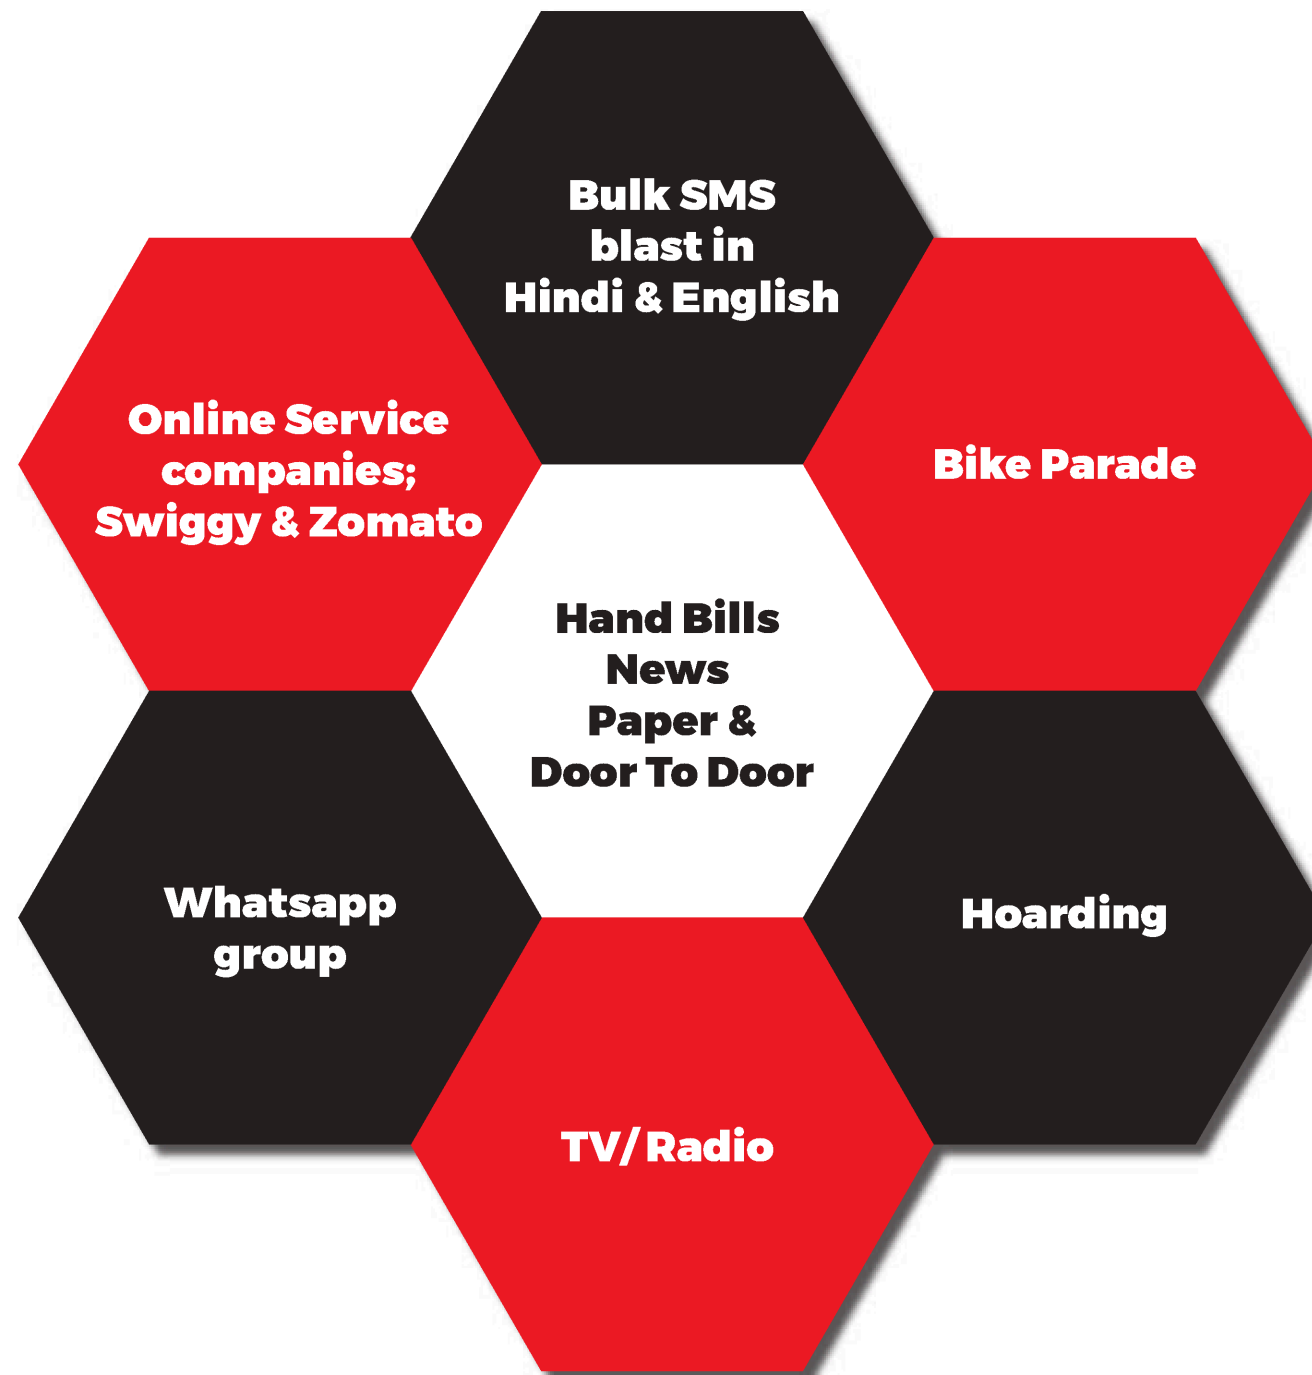 Bulk SMS
blast in
Hindi & English
Online Service
companies;
Swiggy & Zomato
Bike Parade
Hand Bills
News
Paper &
Door To Door
Whatsapp
group
Hoarding
TV/Radio